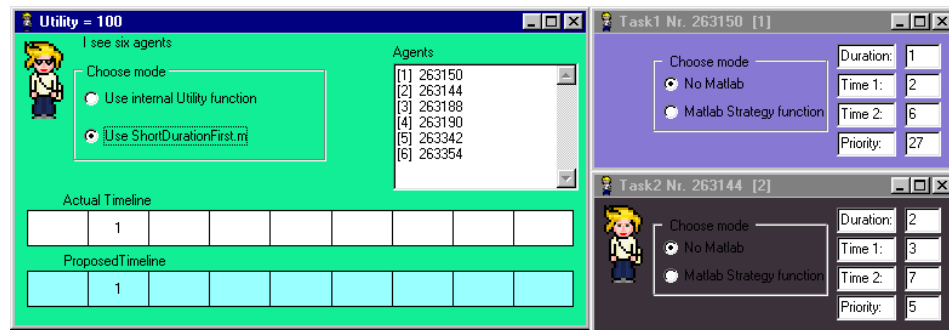 Utility = 100
I see six agents
Choose mode
Use internal Utility function
Use ShortDurationFirst.m
Agents
[1] 263150
[2] 263144
[3] 263188
[4] 263190
[5] 263342
[6] 263354
Actual Timeline
1
ProposedTimeline
1
Task1 Nr. 263150 [1]
Choose mode
No Matlab
Matlab Strategy function
Duration: 1
Time 1: 2
Time 2: 6
Priority: 27
Task2 Nr. 263144 [2]
Choose mode
No Matlab
Matlab Strategy function
Duration: 2
Time 1: 3
Time 2: 7
Priority: 5